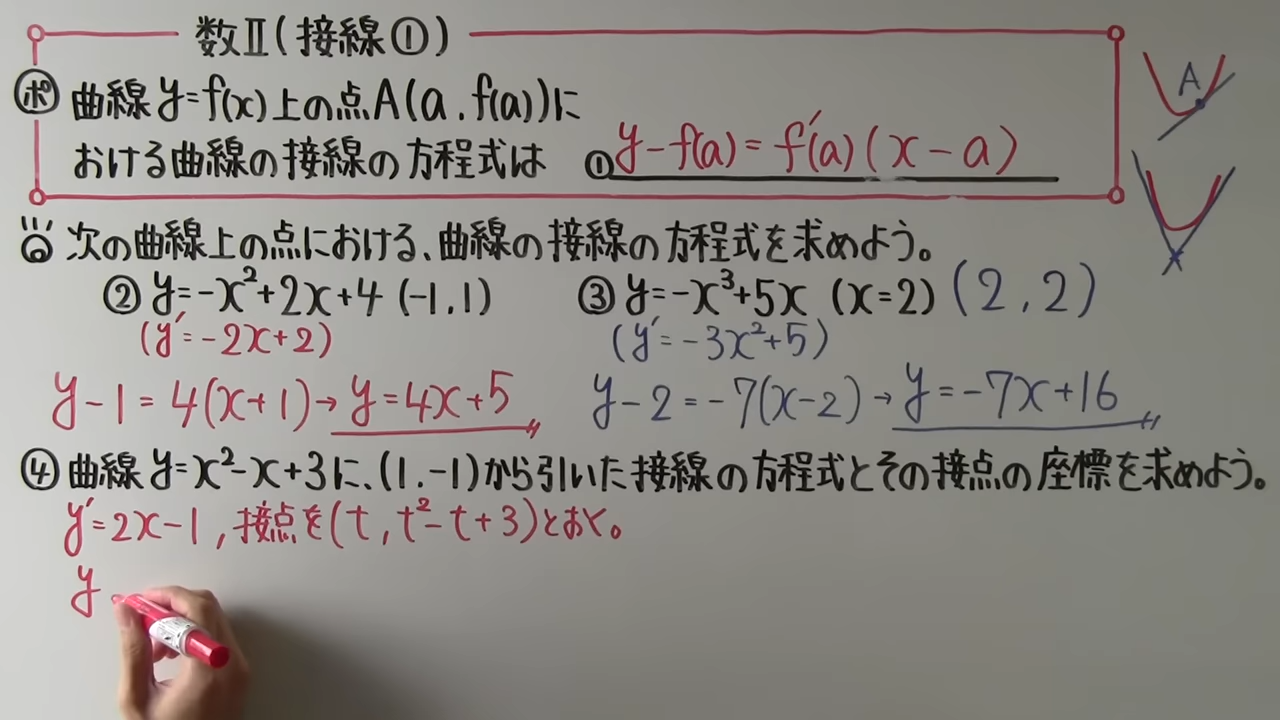 数Ⅱ(接線①)
ポ 曲線y=f(x)上の点A(a,f(a))に
おける曲線の接線の方程式は ① y-f(a)=f'(a)(x-a)
A
問 次の曲線上の点における、曲線の接線の方程式を求めよう。
② y=-x²+2x+4 (-1,1) ③ y=-x³+5x (x=2) (2,2)
(y'=-2x+2) (y'=-3x²+5)
y-1=4(x+1)→y=4x+5 y-2=-7(x-2)→y=-7x+16
④ 曲線y=x²-x+3に、(1,-1)から引いた接線の方程式とその接点の座標を求めよう。
y'=2x-1,接点を(t,t²-t+3)とおく。
y